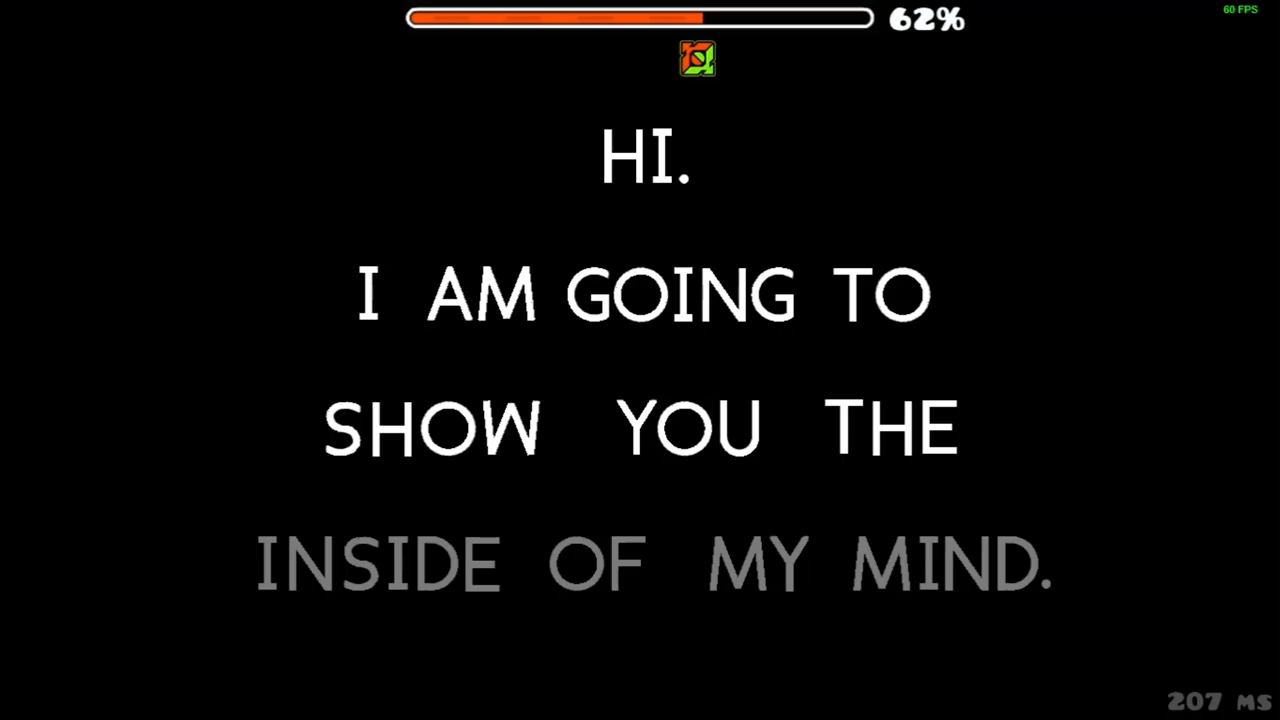 60 FPS
62%
HI.
I AM GOING TO
SHOW YOU THE
INSIDE OF MY MIND.
207 MS